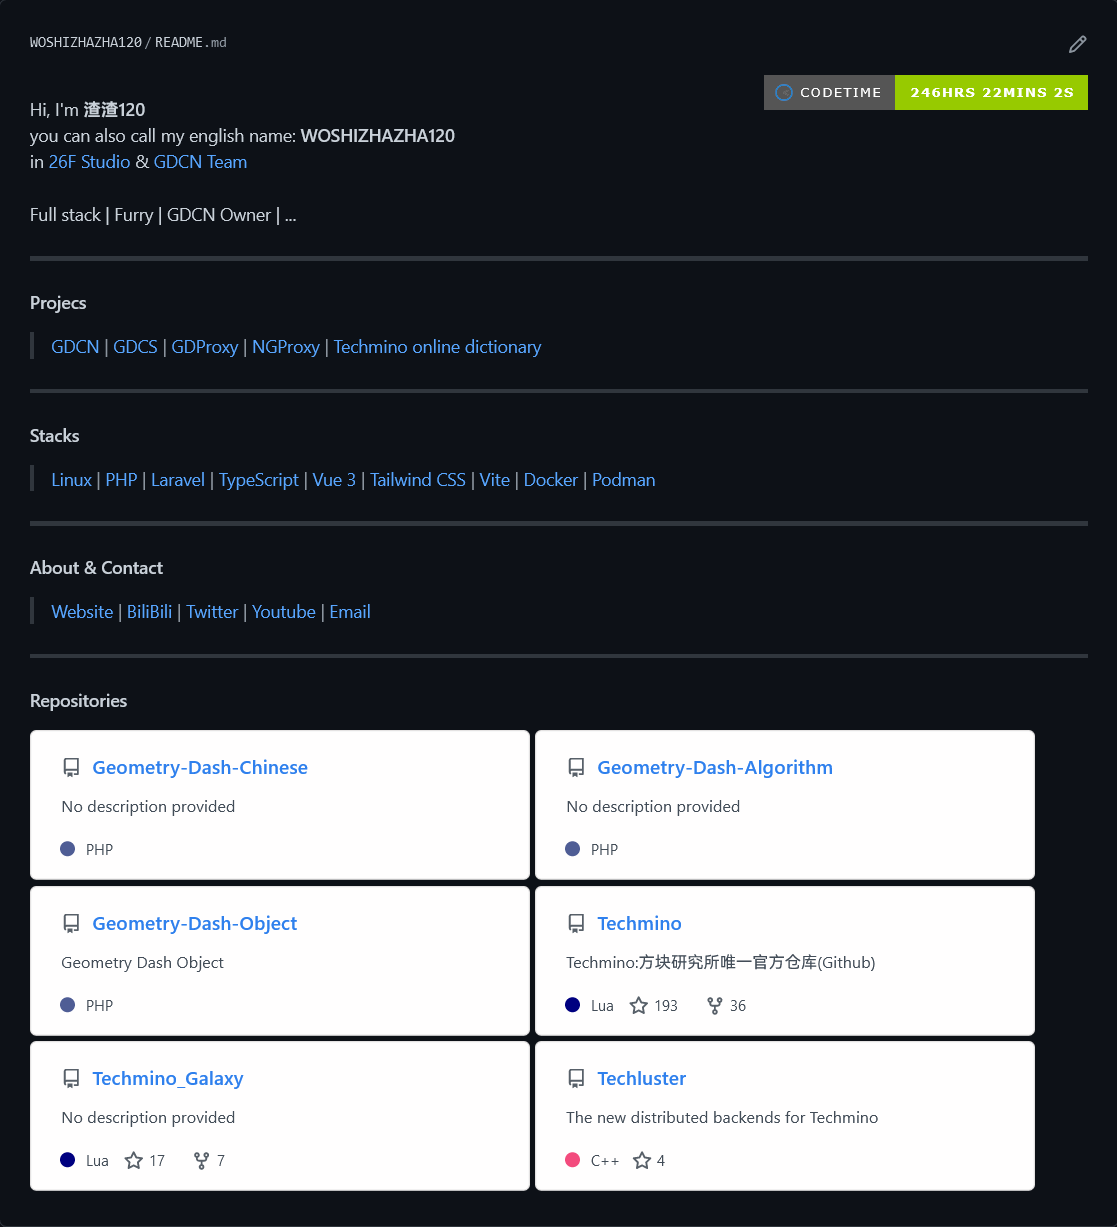 WOSHIZHAZHA120 / README.md
CODETIME 246HRS 22MINS 2S
Hi, I'm 渣渣120
you can also call my english name: WOSHIZHAZHA120
in 26F Studio & GDCN Team
Full stack | Furry | GDCN Owner | ...
Projecs
GDCN | GDCS | GDProxy | NGProxy | Techmino online dictionary
Stacks
Linux | PHP | Laravel | TypeScript | Vue 3 | Tailwind CSS | Vite | Docker | Podman
About & Contact
Website | BiliBili | Twitter | Youtube | Email
Repositories
Geometry-Dash-Chinese
No description provided
PHP
Geometry-Dash-Algorithm
No description provided
PHP
Geometry-Dash-Object
Geometry Dash Object
PHP
Techmino
Techmino:方块研究所唯一官方仓库(Github)
Lua 193 36
Techmino_Galaxy
No description provided
Lua 17 7
Techluster
The new distributed backends for Techmino
C++ 4